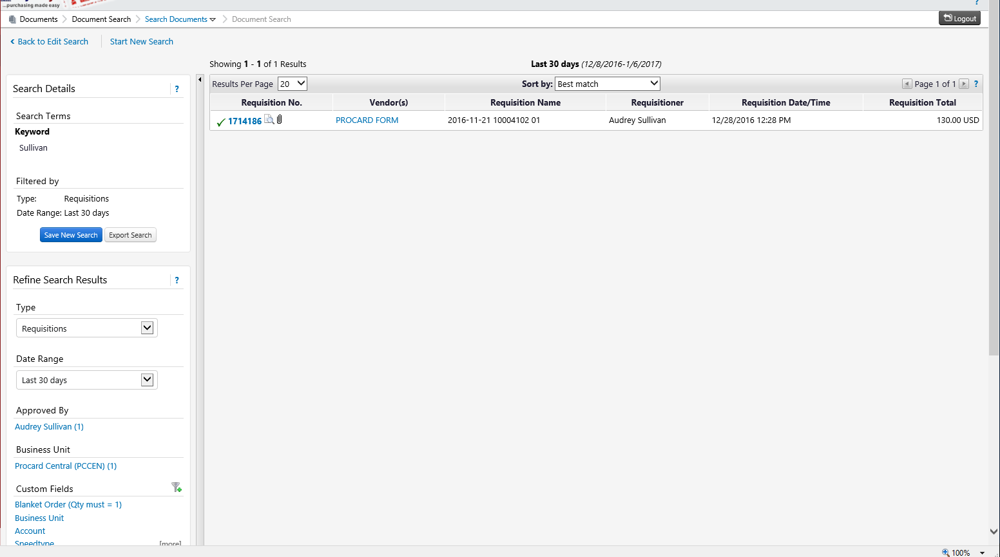 ...purchasing made easy
?
Documents Document Search Search Documents Document Search
Logout
Back to Edit Search Start New Search
Showing 1 - 1 of 1 Results Last 30 days (12/8/2016-1/6/2017)
Search Details ?
Search Terms
Keyword
Sullivan
Filtered by
Type: Requisitions
Date Range: Last 30 days
Save New Search Export Search
Refine Search Results ?
Type
Requisitions
Date Range
Last 30 days
Approved By
Audrey Sullivan (1)
Business Unit
Procard Central (PCCEN) (1)
Custom Fields
Blanket Order (Qty must = 1)
Business Unit
Account
Speedtype [more]
Results Per Page 20 Sort by: Best match Page 1 of 1 ?
Requisition No. Vendor(s) Requisition Name Requisitioner Requisition Date/Time Requisition Total
1714186 PROCARD FORM 2016-11-21 10004102 01 Audrey Sullivan 12/28/2016 12:28 PM 130.00 USD
100%